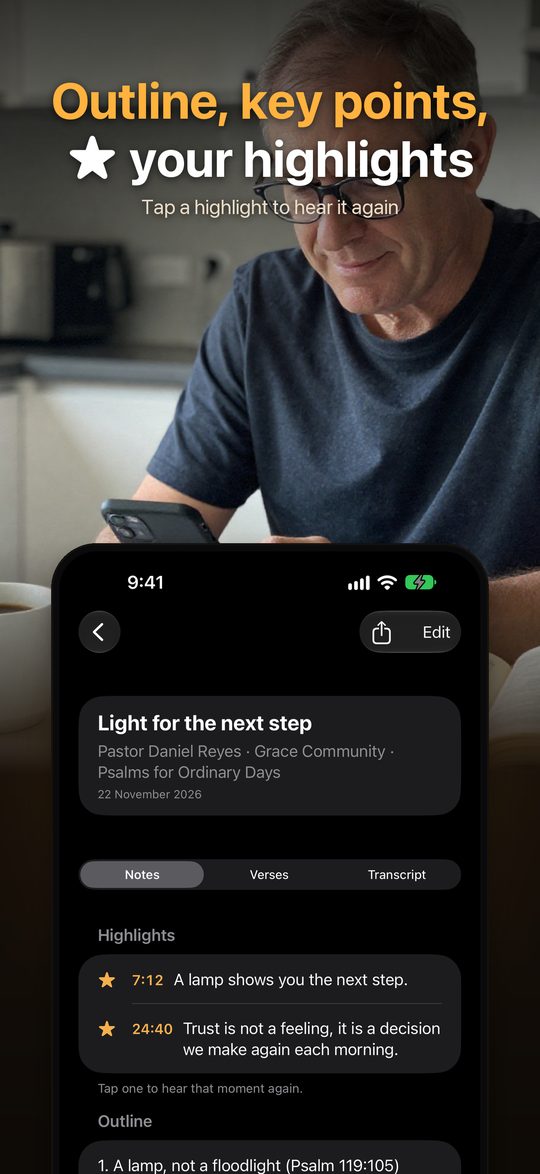 Outline, key points,
★ your highlights
Tap a highlight to hear it again
9:41
Edit
Light for the next step
Pastor Daniel Reyes · Grace Community ·
Psalms for Ordinary Days
22 November 2026
Notes Verses Transcript
Highlights
★ 7:12 A lamp shows you the next step.
★ 24:40 Trust is not a feeling, it is a decision
we make again each morning.
Tap one to hear that moment again.
Outline
1. A lamp, not a floodlight (Psalm 119:105)